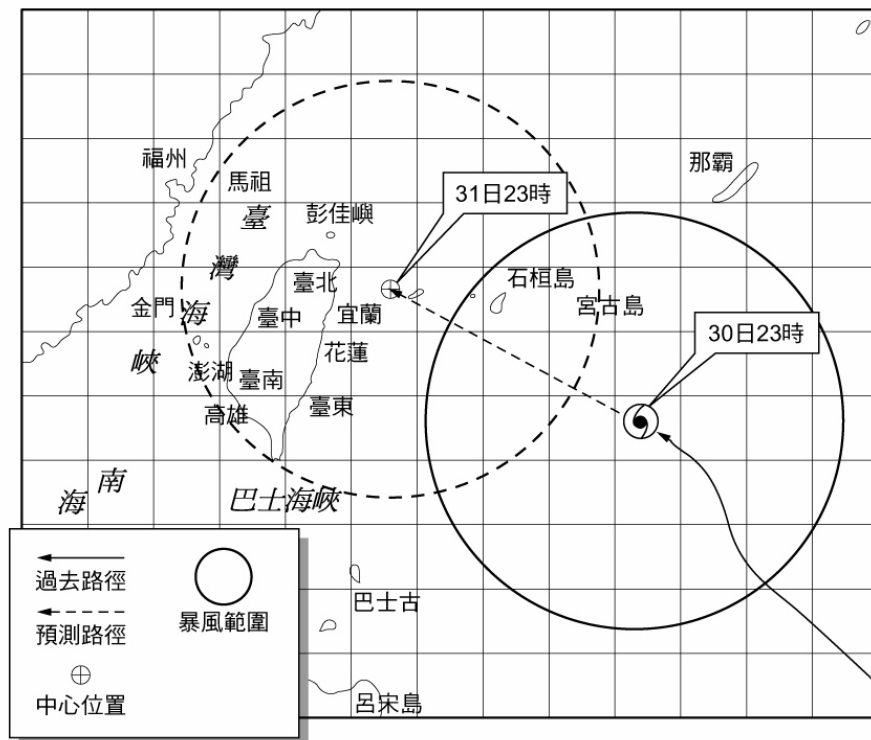 福州
馬祖
那霸
31日23時
彭佳嶼
臺灣海峽
臺北
石垣島
宮古島
金門
臺中
宜蘭
30日23時
花蓮
澎湖
臺南
高雄
臺東
南海
巴士海峽
過去路徑
預測路徑
暴風範圍
中心位置
巴士古
呂宋島